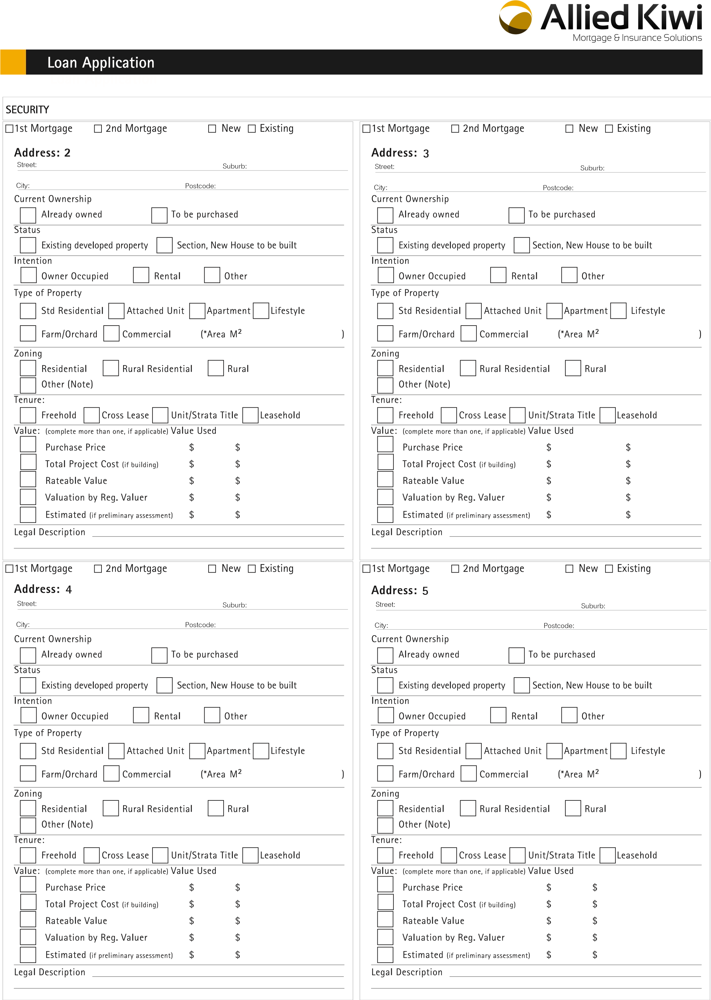 Allied Kiwi
Mortgage & Insurance Solutions
Loan Application
SECURITY
1st Mortgage 2nd Mortgage New Existing
Address: 2
Street: Suburb:
City: Postcode:
Current Ownership
Already owned To be purchased
Status
Existing developed property Section, New House to be built
Intention
Owner Occupied Rental Other
Type of Property
Std Residential Attached Unit Apartment Lifestyle
Farm/Orchard Commercial (*Area M² )
Zoning
Residential Rural Residential Rural
Other (Note)
Tenure:
Freehold Cross Lease Unit/Strata Title Leasehold
Value: (complete more than one, if applicable) Value Used
Purchase Price $ $
Total Project Cost (if building) $ $
Rateable Value $ $
Valuation by Reg. Valuer $ $
Estimated (if preliminary assessment) $ $
Legal Description
1st Mortgage 2nd Mortgage New Existing
Address: 3
Street: Suburb:
City: Postcode:
Current Ownership
Already owned To be purchased
Status
Existing developed property Section, New House to be built
Intention
Owner Occupied Rental Other
Type of Property
Std Residential Attached Unit Apartment Lifestyle
Farm/Orchard Commercial (*Area M² )
Zoning
Residential Rural Residential Rural
Other (Note)
Tenure:
Freehold Cross Lease Unit/Strata Title Leasehold
Value: (complete more than one, if applicable) Value Used
Purchase Price $ $
Total Project Cost (if building) $ $
Rateable Value $ $
Valuation by Reg. Valuer $ $
Estimated (if preliminary assessment) $ $
Legal Description
1st Mortgage 2nd Mortgage New Existing
Address: 4
Street: Suburb:
City: Postcode:
Current Ownership
Already owned To be purchased
Status
Existing developed property Section, New House to be built
Intention
Owner Occupied Rental Other
Type of Property
Std Residential Attached Unit Apartment Lifestyle
Farm/Orchard Commercial (*Area M² )
Zoning
Residential Rural Residential Rural
Other (Note)
Tenure:
Freehold Cross Lease Unit/Strata Title Leasehold
Value: (complete more than one, if applicable) Value Used
Purchase Price $ $
Total Project Cost (if building) $ $
Rateable Value $ $
Valuation by Reg. Valuer $ $
Estimated (if preliminary assessment) $ $
Legal Description
1st Mortgage 2nd Mortgage New Existing
Address: 5
Street: Suburb:
City: Postcode:
Current Ownership
Already owned To be purchased
Status
Existing developed property Section, New House to be built
Intention
Owner Occupied Rental Other
Type of Property
Std Residential Attached Unit Apartment Lifestyle
Farm/Orchard Commercial (*Area M² )
Zoning
Residential Rural Residential Rural
Other (Note)
Tenure:
Freehold Cross Lease Unit/Strata Title Leasehold
Value: (complete more than one, if applicable) Value Used
Purchase Price $ $
Total Project Cost (if building) $ $
Rateable Value $ $
Valuation by Reg. Valuer $ $
Estimated (if preliminary assessment) $ $
Legal Description